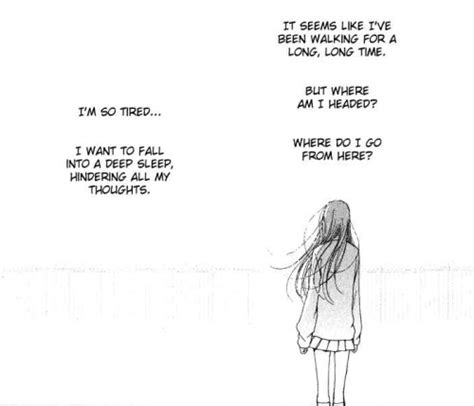 IT SEEMS LIKE I'VE
BEEN WALKING FOR A
LONG, LONG TIME.
BUT WHERE
AM I HEADED?
WHERE DO I GO
FROM HERE?
I'M SO TIRED...
I WANT TO FALL
INTO A DEEP SLEEP,
HINDERING ALL MY
THOUGHTS.